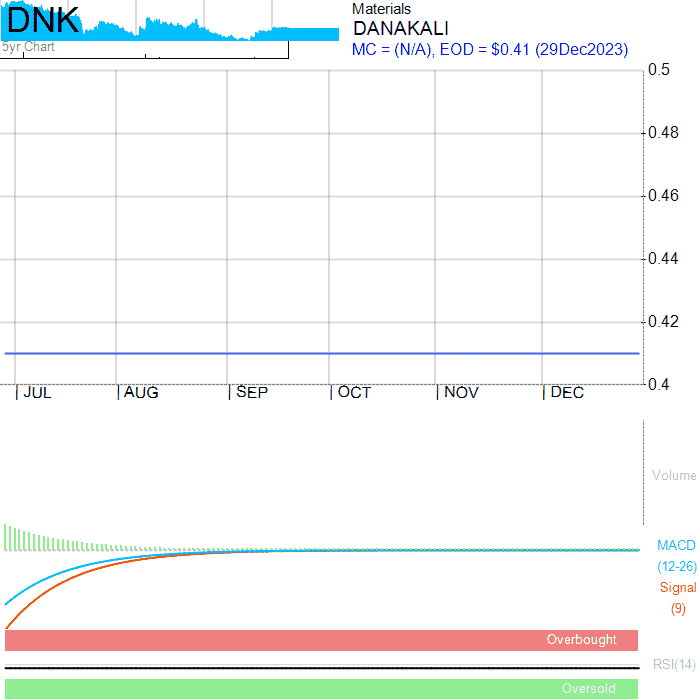 DNK
5yr Chart
Materials
DANAKALI
MC = (N/A), EOD = $0.41 (29Dec2023)
0.5
0.48
0.46
0.44
0.42
0.4
JUL AUG SEP OCT NOV DEC
Volume
MACD
(12-26)
Signal
(9)
Overbought
RSI(14)
Oversold